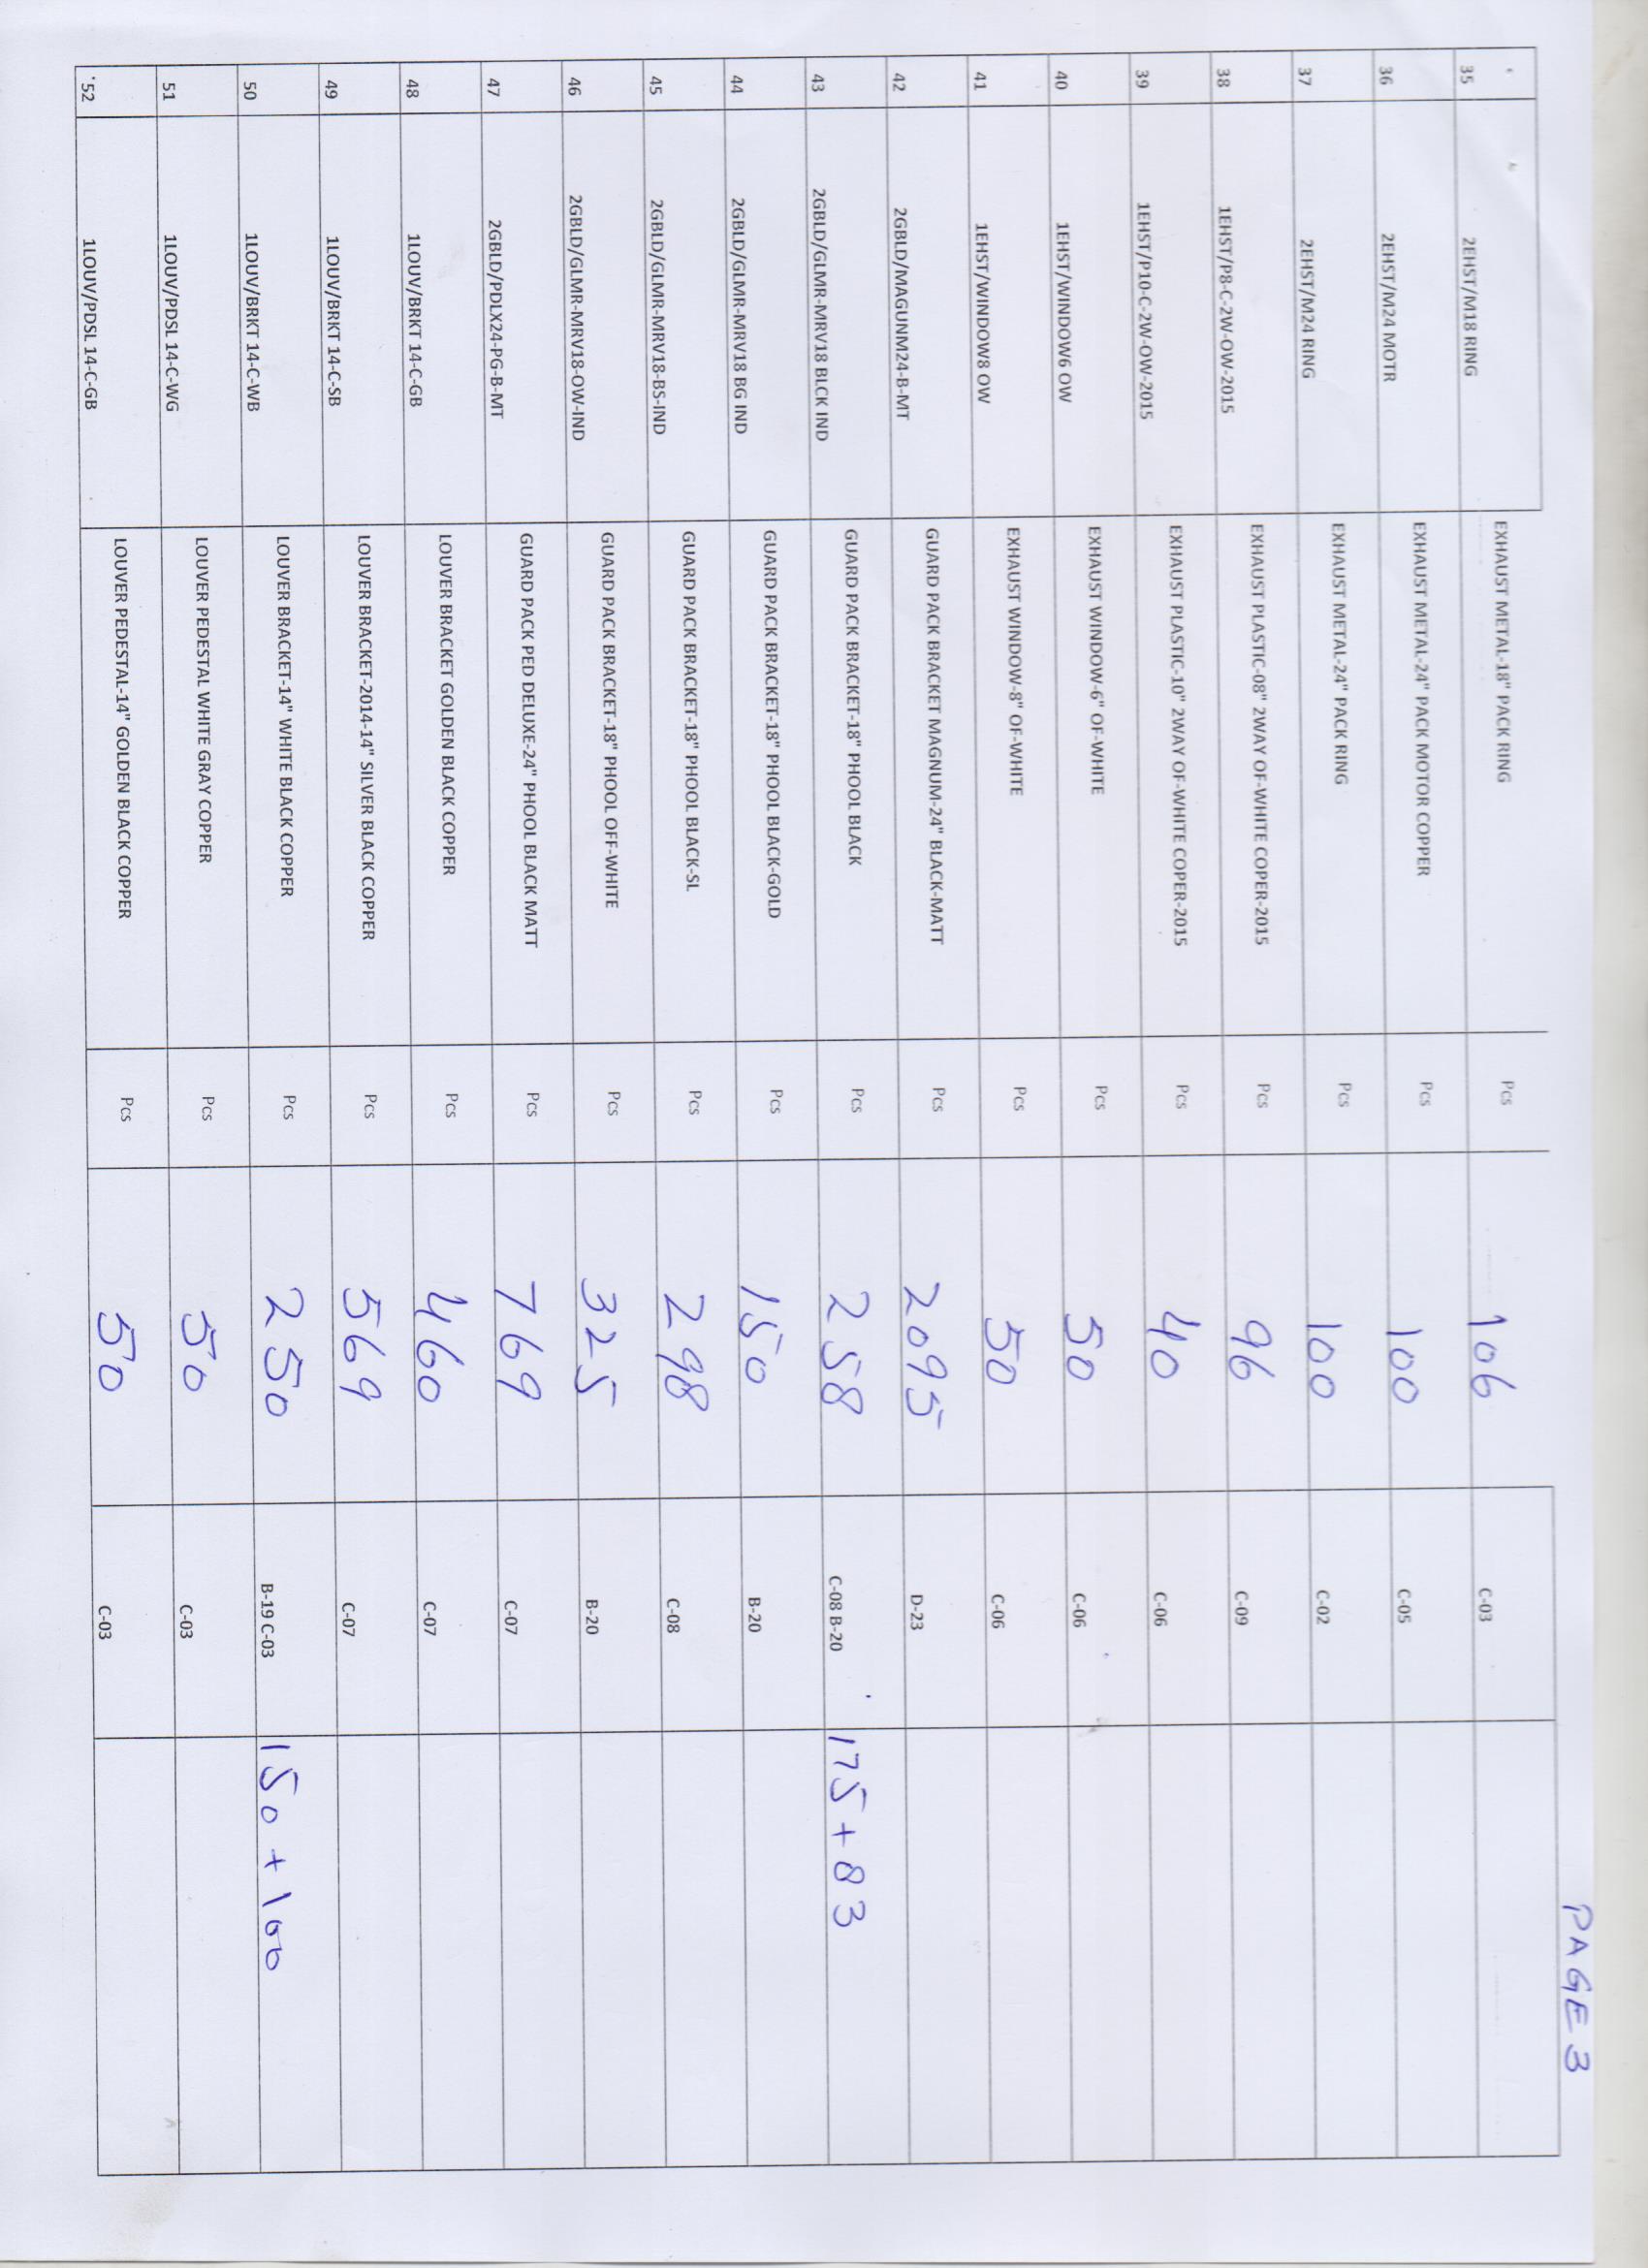 PAGE 3
35 2EHST/M18 RING EXHAUST METAL-18" PACK RING Pcs 106 C-03
36 2EHST/M24 MOTR EXHAUST METAL-24" PACK MOTOR COPPER Pcs 100 C-05
37 2EHST/M24 RING EXHAUST METAL-24" PACK RING Pcs 100 C-02
38 1EHST/P8-C-2W-OW-2015 EXHAUST PLASTIC-08" 2WAY OF-WHITE COPER-2015 Pcs 96 C-09
39 1EHST/P10-C-2W-OW-2015 EXHAUST PLASTIC-10" 2WAY OF-WHITE COPER-2015 Pcs 40 C-06
40 1EHST/WINDOW6 OW EXHAUST WINDOW-6" OF-WHITE Pcs 50 C-06
41 1EHST/WINDOW8 OW EXHAUST WINDOW-8" OF-WHITE Pcs 50 C-06
42 2GBLD/MAGUNM24-B-MT GUARD PACK BRACKET MAGNUM-24" BLACK-MATT Pcs 2095 D-23
43 2GBLD/GLMR-MRV18 BLCK IND GUARD PACK BRACKET-18" PHOOL BLACK Pcs 258 C-08 B-20 175+83
44 2GBLD/GLMR-MRV18 BG IND GUARD PACK BRACKET-18" PHOOL BLACK-GOLD Pcs 150 B-20
45 2GBLD/GLMR-MRV18-BS-IND GUARD PACK BRACKET-18" PHOOL BLACK-SL Pcs 298 C-08
46 2GBLD/GLMR-MRV18-OW-IND GUARD PACK BRACKET-18" PHOOL OFF-WHITE Pcs 325 B-20
47 2GBLD/PDLX24-PG-B-MT GUARD PACK PED DELUXE-24" PHOOL BLACK MATT Pcs 769 C-07
48 1LOUV/BRKT 14-C-GB LOUVER BRACKET GOLDEN BLACK COPPER Pcs 460 C-07
49 1LOUV/BRKT 14-C-SB LOUVER BRACKET-2014-14" SILVER BLACK COPPER Pcs 569 C-07
50 1LOUV/BRKT 14-C-WB LOUVER BRACKET-14" WHITE BLACK COPPER Pcs 250 B-19 C-03 150 + 100
51 1LOUV/PDSL 14-C-WG LOUVER PEDESTAL WHITE GRAY COPPER Pcs 50 C-03
52 1LOUV/PDSL 14-C-GB LOUVER PEDESTAL-14" GOLDEN BLACK COPPER Pcs 50 C-03